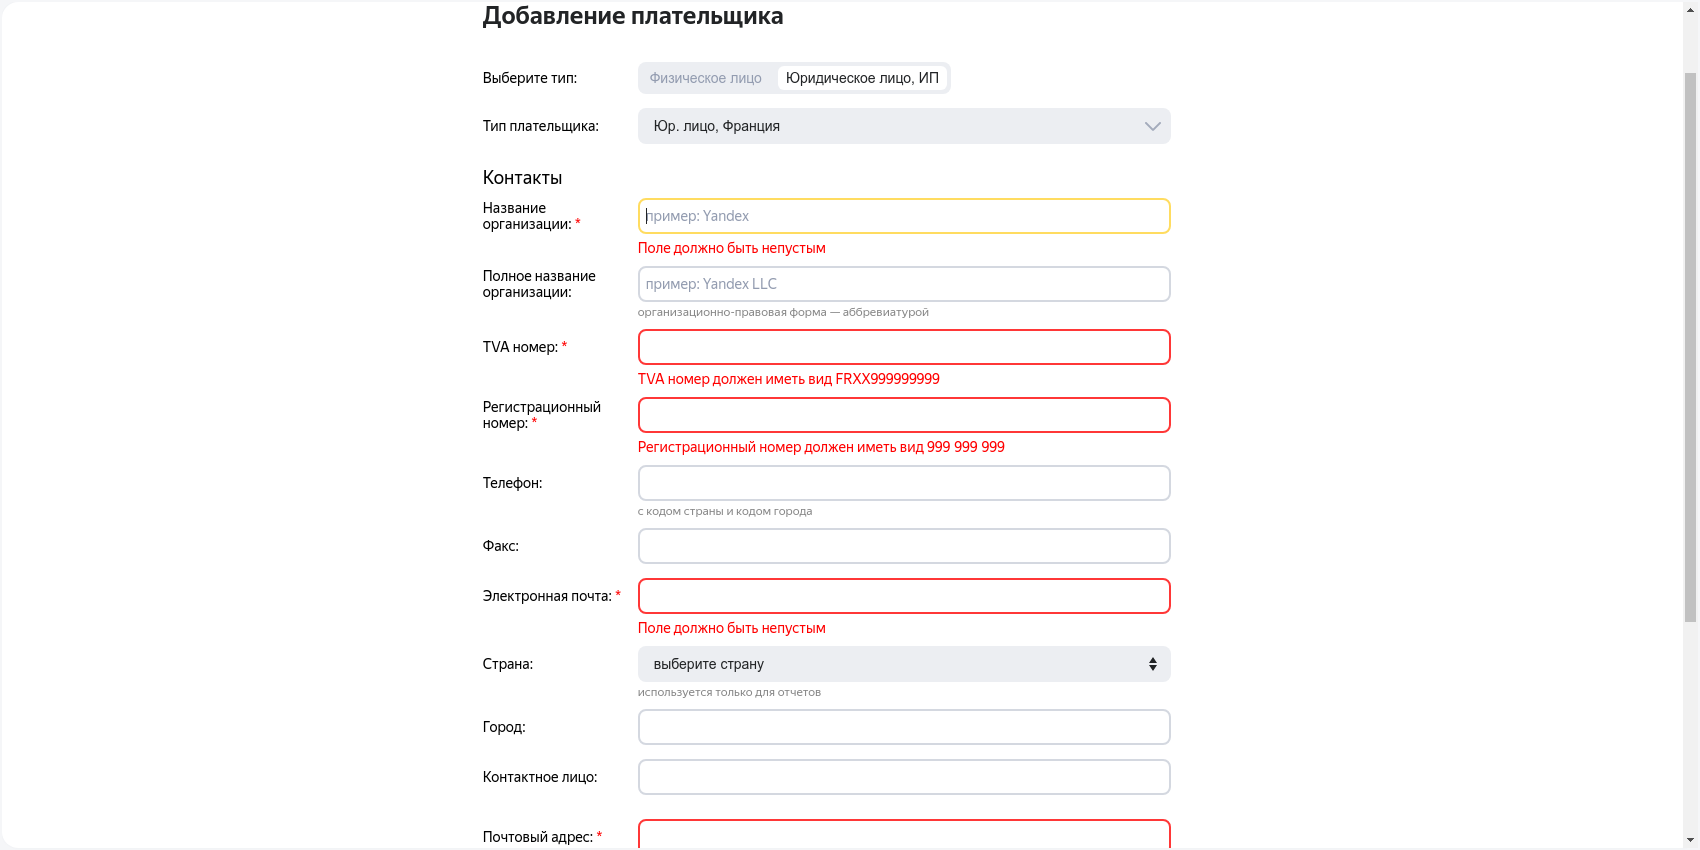 Добавление плательщика
Выберите тип:
Физическое лицо
Юридическое лицо, ИП
Тип плательщика:
Юр. лицо, Франция
Контакты
Название
организации: *
пример: Yandex
Поле должно быть непустым
Полное название
организации:
пример: Yandex LLC
организационно-правовая форма — аббревиатурой
TVA номер: *
TVA номер должен иметь вид FRXX999999999
Регистрационный
номер: *
Регистрационный номер должен иметь вид 999 999 999
Телефон:
с кодом страны и кодом города
Факс:
Электронная почта: *
Поле должно быть непустым
Страна:
выберите страну
используется только для отчетов
Город:
Контактное лицо:
Почтовый адрес: *